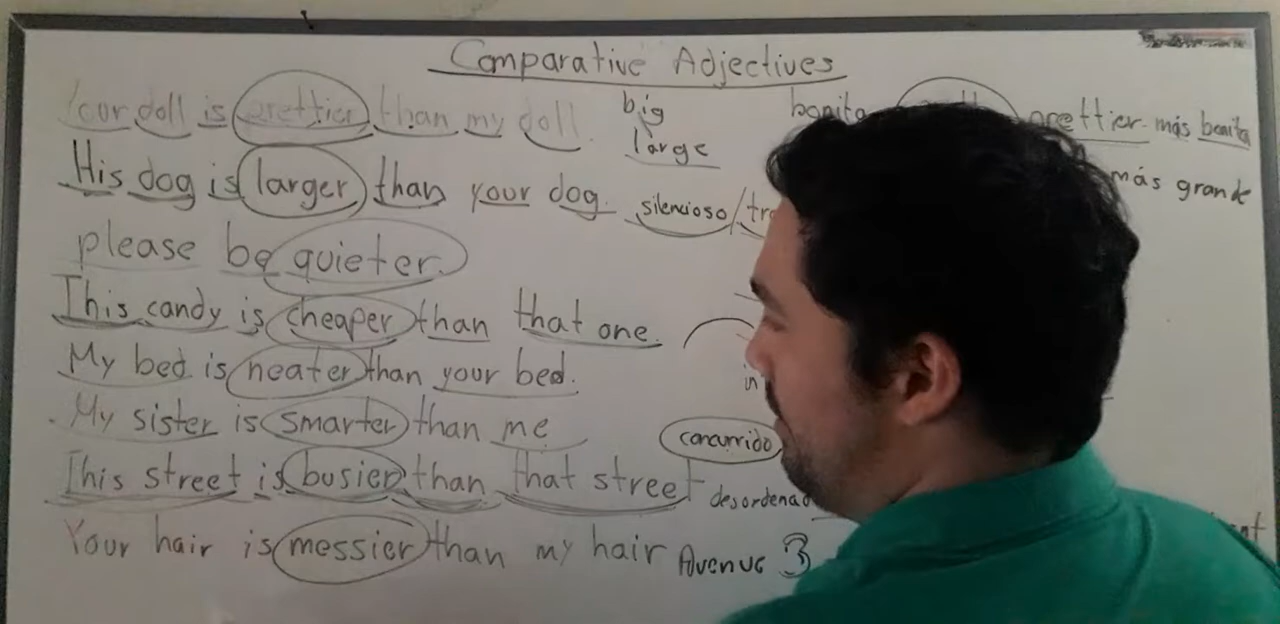 Comparative Adjectives
Your doll is prettier than my doll.
big
large
bonita
prettier más bonita
His dog is larger than your dog.
más grande
silencioso/
please be quieter.
This candy is cheaper than that one.
My bed is neater than your bed.
My sister is smarter than me
concurrido
This street is busier than that street
Your hair is messier than my hair
Avenue 3